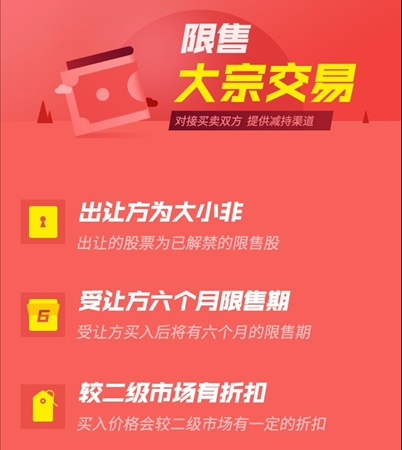 限售
大宗交易
对接买卖双方 提供减持渠道
出让方为大小非
出让的股票为已解禁的限售股
6
受让方六个月限售期
受让方买入后将有六个月的限售期
较二级市场有折扣
买入价格会较二级市场有一定的折扣